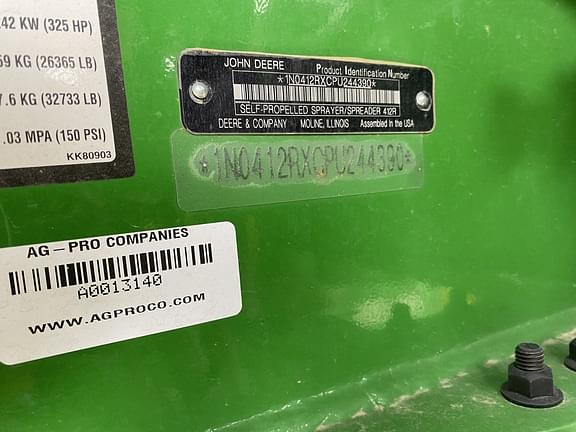 .42 KW (325 HP)
59 KG (26365 LB)
7.6 KG (32733 LB)
.03 MPA (150 PSI)
KK80903
JOHN DEERE
Product Identification Number
*1N0412RXCPU244390*
SELF-PROPELLED SPRAYER/SPREADER 412R
DEERE & COMPANY MOLINE, ILLINOIS Assembled in the USA
*1N0412RXCPU244390*
AG-PRO COMPANIES
A0013140
WWW.AGPROCO.COM